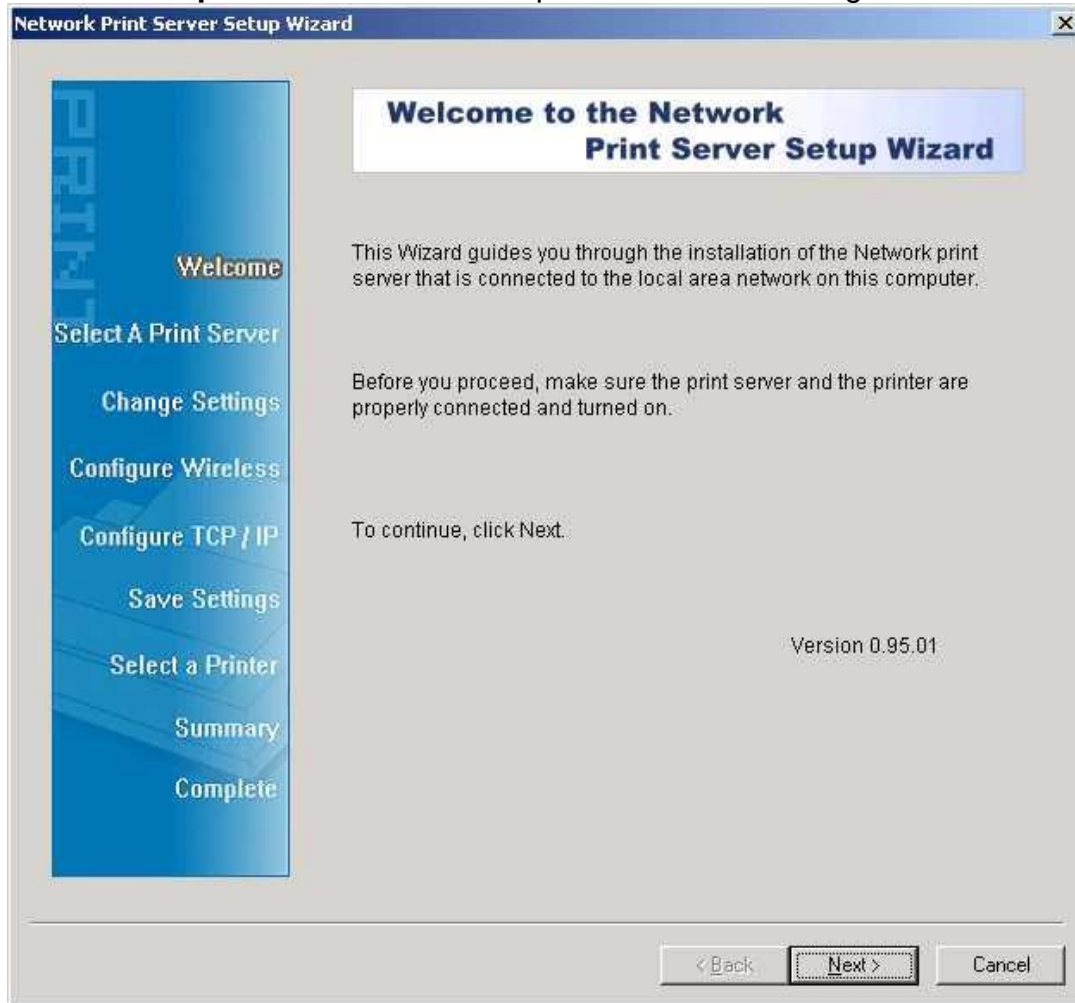 Network Print Server Setup Wizard
PRINT
Welcome to the Network
Print Server Setup Wizard
Welcome
Select A Print Server
Change Settings
Configure Wireless
Configure TCP / IP
Save Settings
Select a Printer
Summary
Complete
This Wizard guides you through the installation of the Network print
server that is connected to the local area network on this computer.
Before you proceed, make sure the print server and the printer are
properly connected and turned on.
To continue, click Next.
Version 0.95.01
< Back
Next >
Cancel